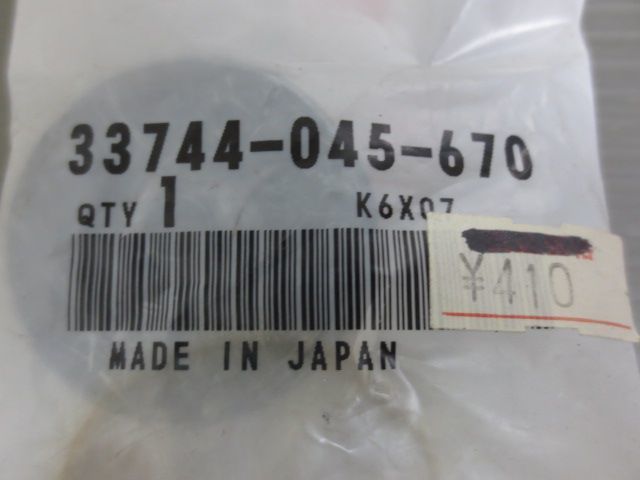 33744-045-670
QTY 1 K6X07
¥410
MADE IN JAPAN